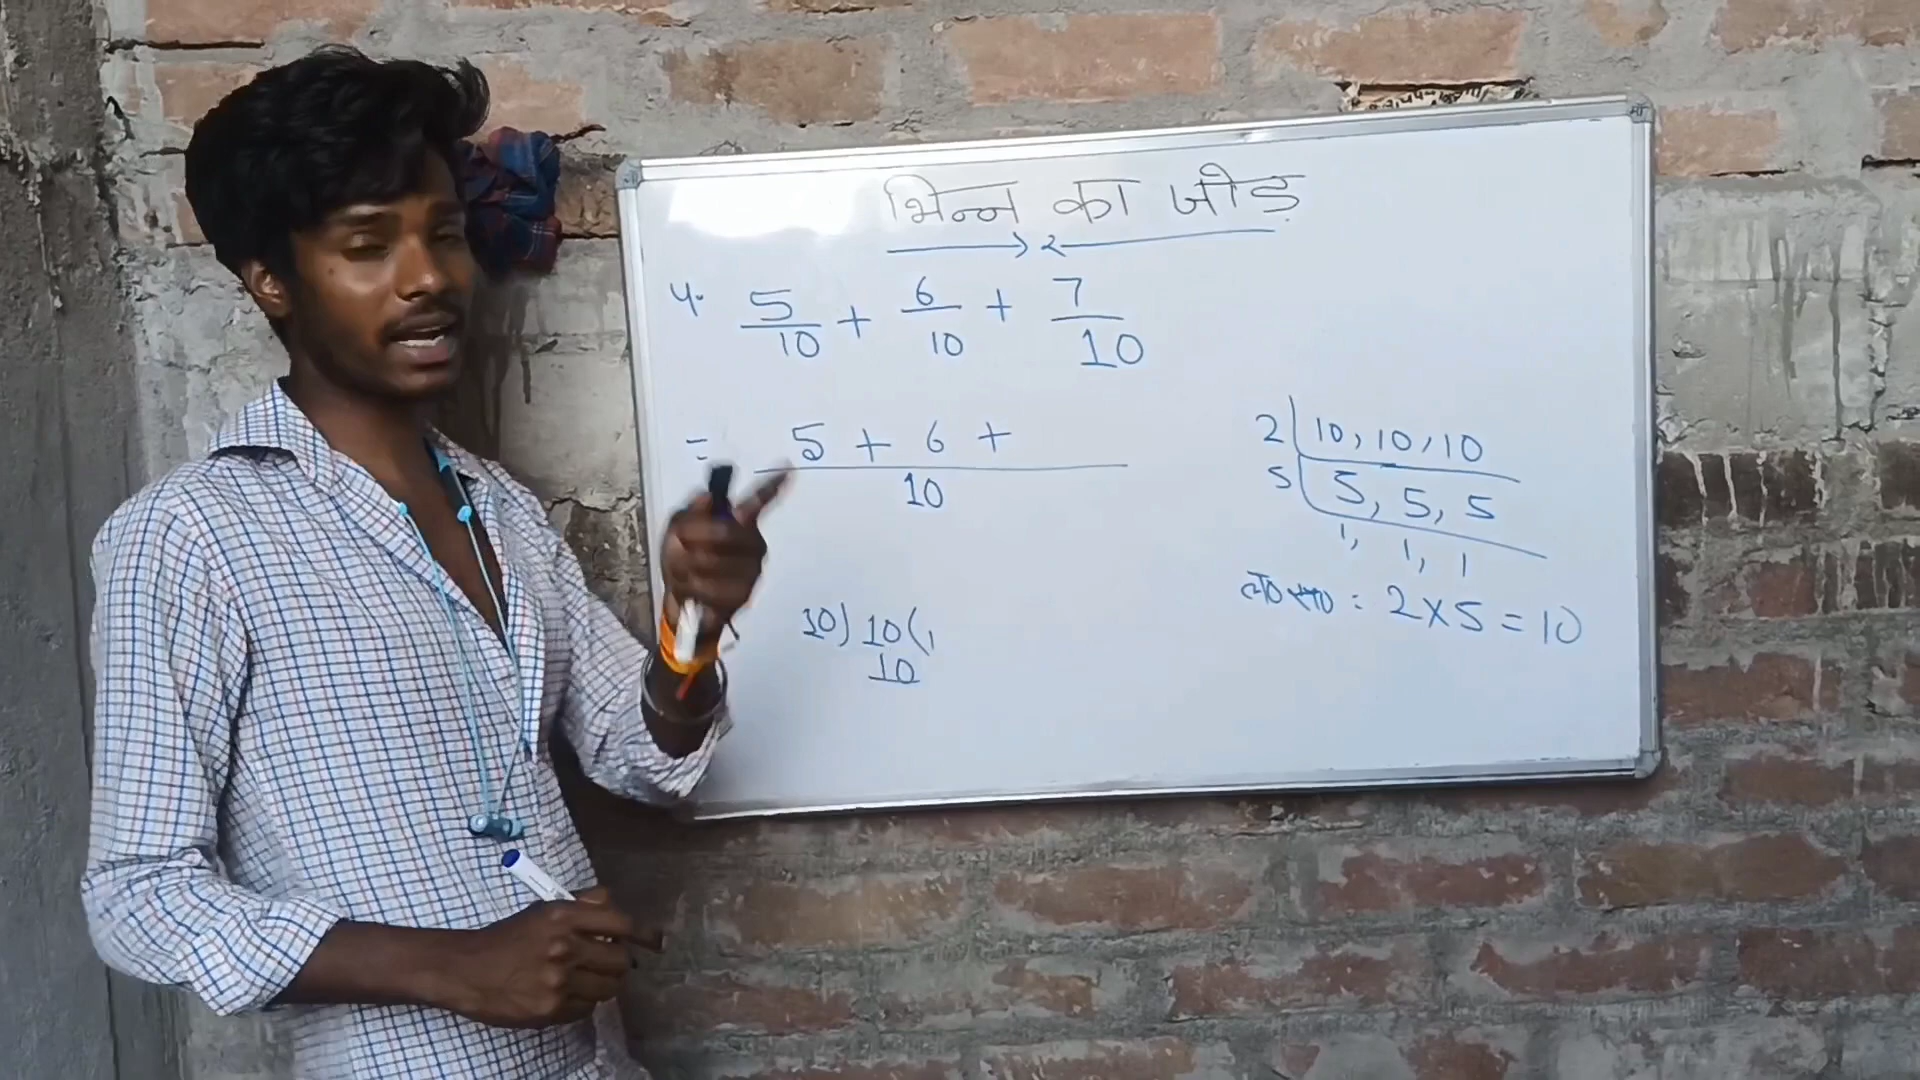 भिन्न का जोड़
4. 5/10 + 6/10 + 7/10
= 5 + 6 + / 10
10) 10 (1
10
2 | 10, 10, 10
5 | 5, 5, 5
1, 1, 1
ल0स0 : 2 × 5 = 10